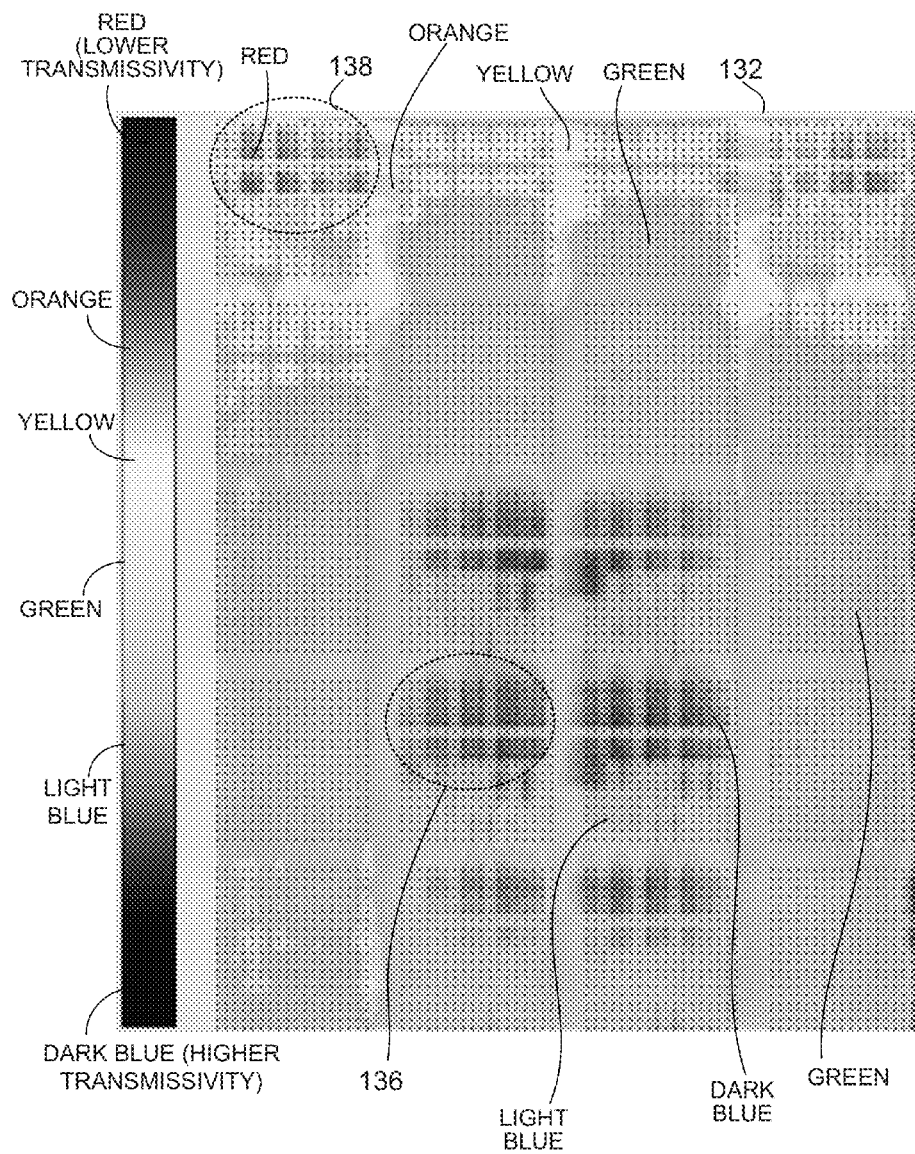 RED
(LOWER
TRANSMISSIVITY)
RED
138
ORANGE
YELLOW
GREEN
132
ORANGE
YELLOW
GREEN
LIGHT
BLUE
DARK BLUE (HIGHER
TRANSMISSIVITY)
136
LIGHT
BLUE
DARK
BLUE
GREEN